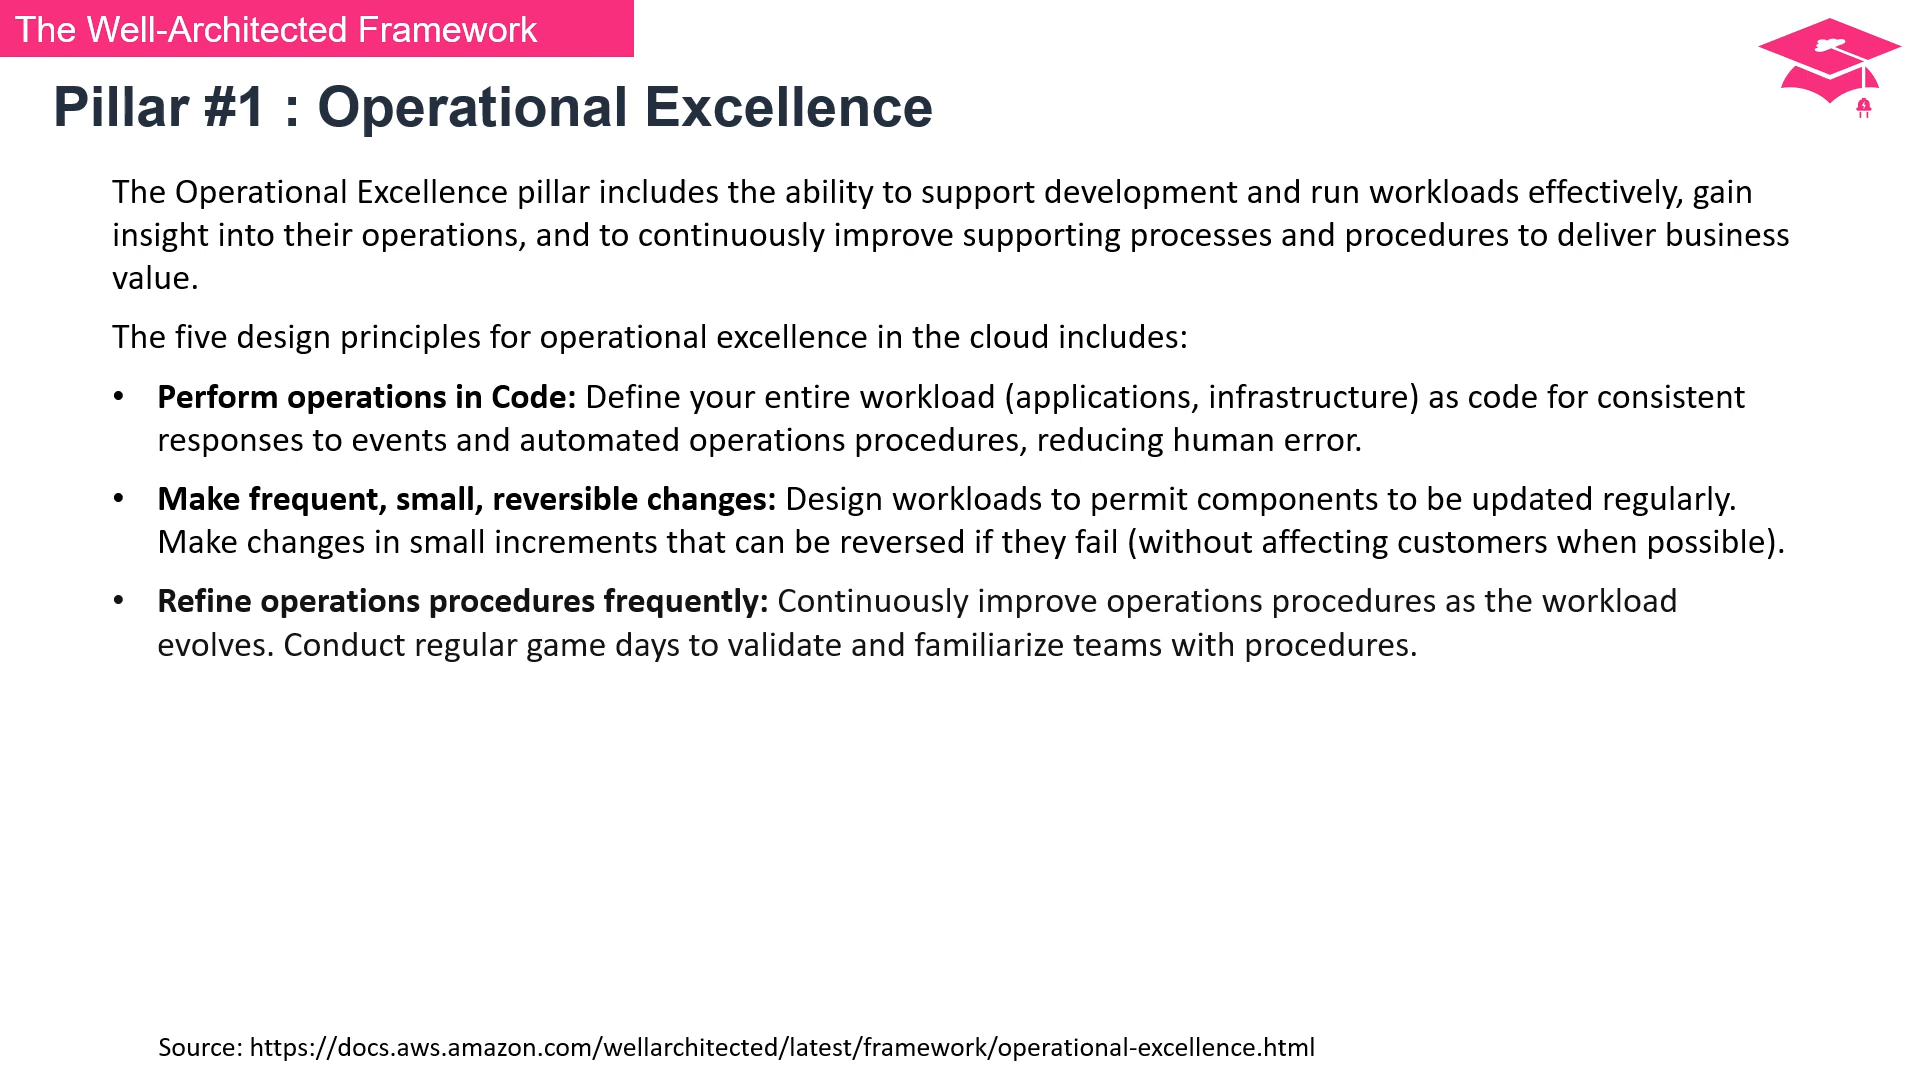 The Well-Architected Framework
Pillar #1 : Operational Excellence
The Operational Excellence pillar includes the ability to support development and run workloads effectively, gain
insight into their operations, and to continuously improve supporting processes and procedures to deliver business
value.
The five design principles for operational excellence in the cloud includes:
• Perform operations in Code: Define your entire workload (applications, infrastructure) as code for consistent
responses to events and automated operations procedures, reducing human error.
• Make frequent, small, reversible changes: Design workloads to permit components to be updated regularly.
Make changes in small increments that can be reversed if they fail (without affecting customers when possible).
• Refine operations procedures frequently: Continuously improve operations procedures as the workload
evolves. Conduct regular game days to validate and familiarize teams with procedures.
Source: https://docs.aws.amazon.com/wellarchitected/latest/framework/operational-excellence.html